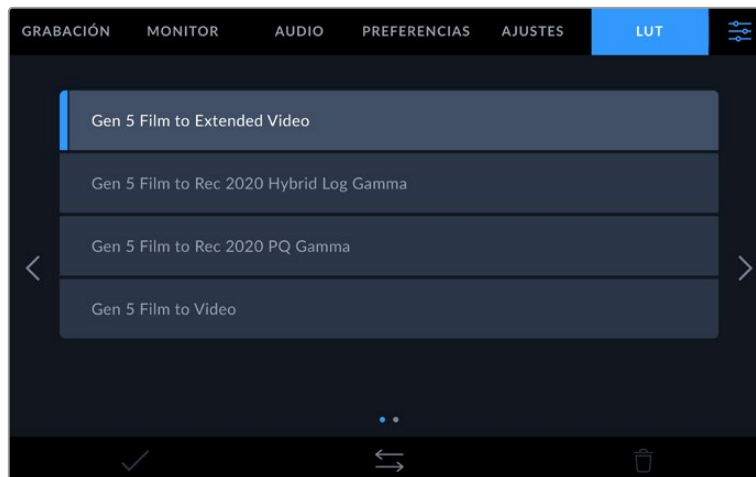 GRABACIÓN MONITOR AUDIO PREFERENCIAS AJUSTES LUT
Gen 5 Film to Extended Video
Gen 5 Film to Rec 2020 Hybrid Log Gamma
Gen 5 Film to Rec 2020 PQ Gamma
Gen 5 Film to Video